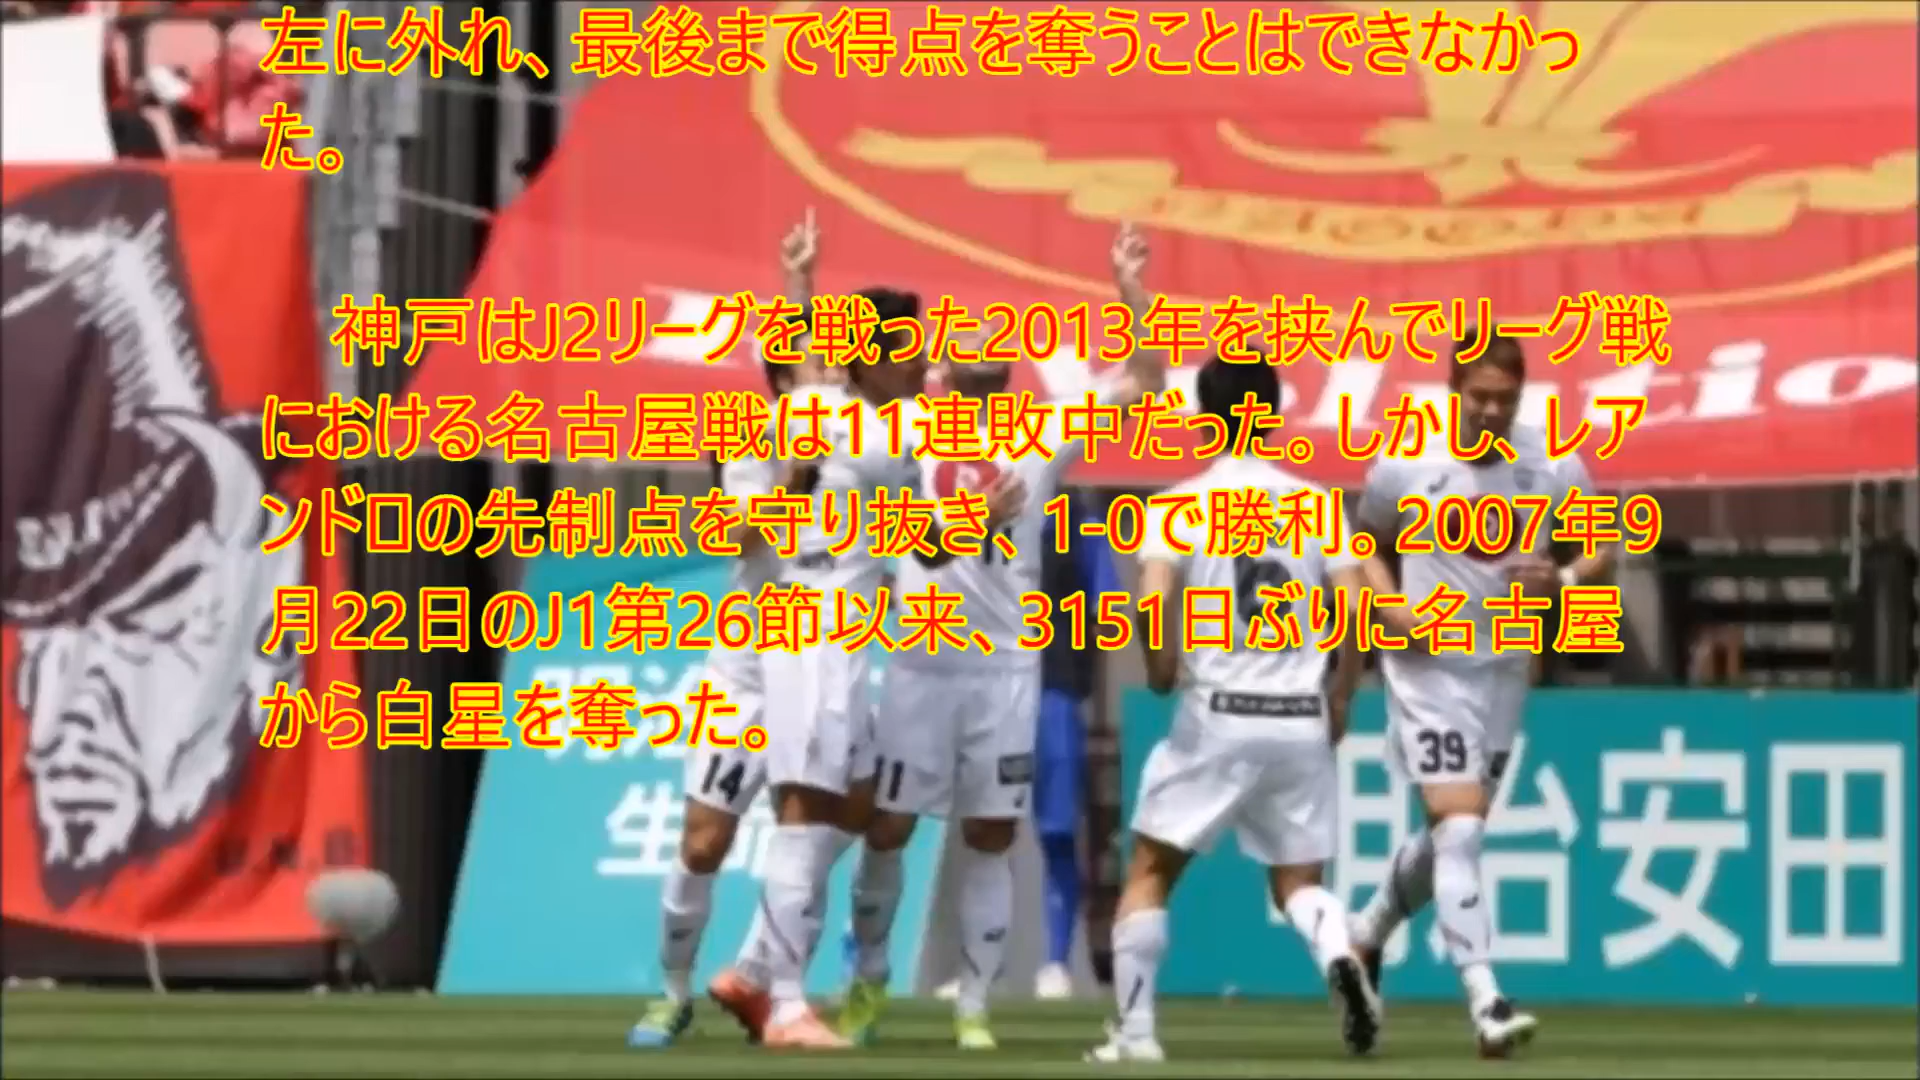 左に外れ、最後まで得点を奪うことはできなかっ
た。
神戸はJ2リーグを戦った2013年を挟んでリーグ戦
における名古屋戦は11連敗中だった。しかし、レア
ンドロの先制点を守り抜き、1-0で勝利。2007年9
月22日のJ1第26節以来、3151日ぶりに名古屋
から白星を奪った。
14
11
39
生命
明治安田